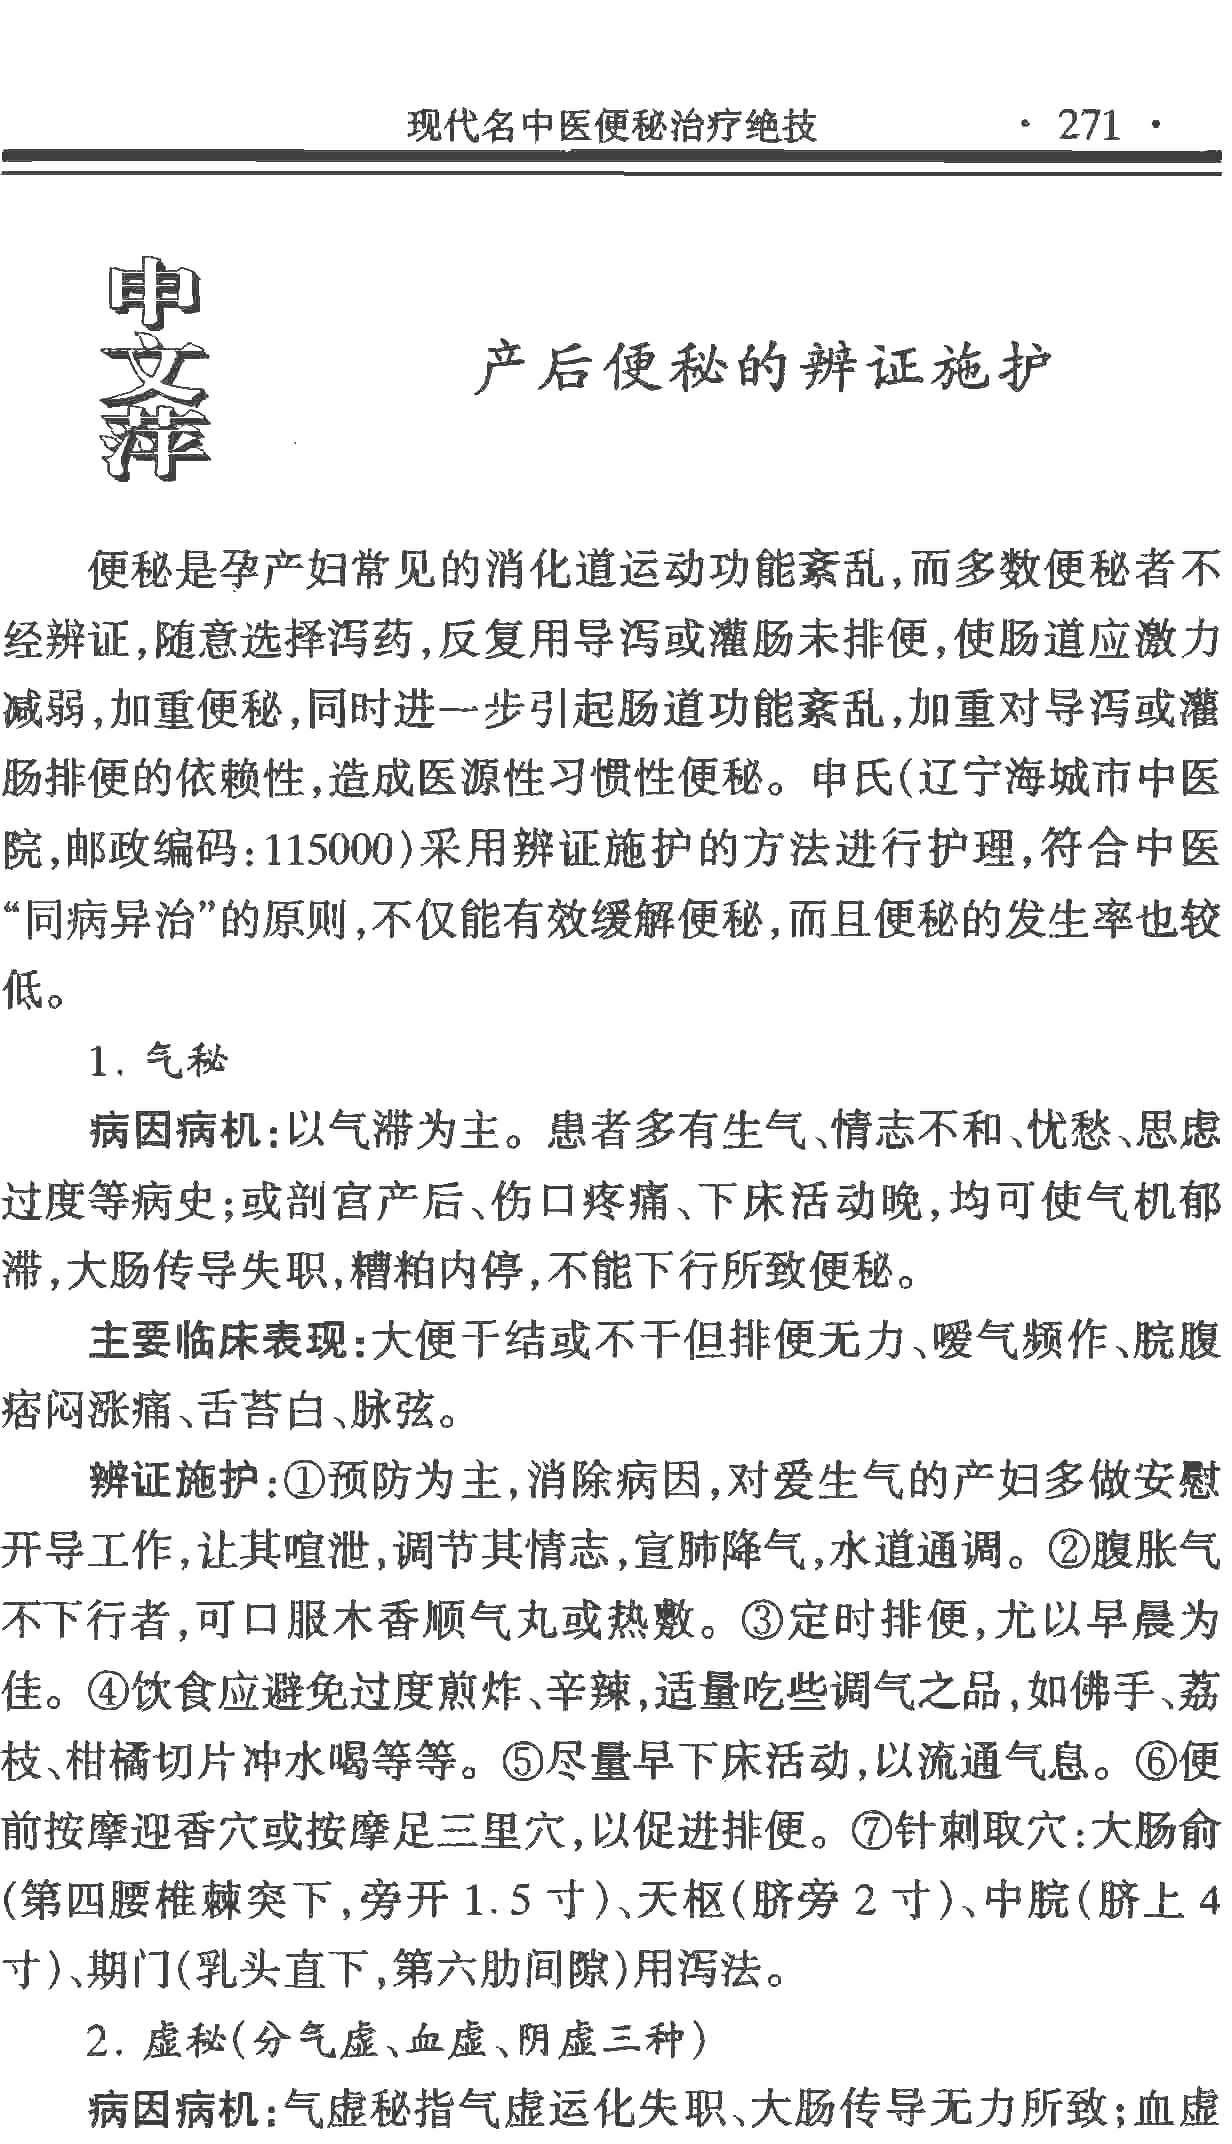 现代名中医便秘治疗绝技 · 271 ·
申文萍
产后便秘的辨证施护
便秘是孕产妇常见的消化道运动功能紊乱,而多数便秘者不
经辨证,随意选择泻药,反复用导泻或灌肠未排便,使肠道应激力
减弱,加重便秘,同时进一步引起肠道功能紊乱,加重对导泻或灌
肠排便的依赖性,造成医源性习惯性便秘。申氏(辽宁海城市中医
院,邮政编码:115000)采用辨证施护的方法进行护理,符合中医
“同病异治”的原则,不仅能有效缓解便秘,而且便秘的发生率也较
低。
1. 气秘
病因病机:以气滞为主。患者多有生气、情志不和、忧愁、思虑
过度等病史;或剖宫产后、伤口疼痛、下床活动晚,均可使气机郁
滞,大肠传导失职,糟粕内停,不能下行所致便秘。
主要临床表现:大便干结或不干但排便无力、嗳气频作、脘腹
痞闷涨痛、舌苔白、脉弦。
辨证施护:①预防为主,消除病因,对爱生气的产妇多做安慰
开导工作,让其喧泄,调节其情志,宣肺降气,水道通调。②腹胀气
不下行者,可口服木香顺气丸或热敷。③定时排便,尤以早晨为
佳。④饮食应避免过度煎炸、辛辣,适量吃些调气之品,如佛手、荔
枝、柑橘切片冲水喝等等。⑤尽量早下床活动,以流通气息。⑥便
前按摩迎香穴或按摩足三里穴,以促进排便。⑦针刺取穴:大肠俞
(第四腰椎棘突下,旁开 1.5 寸)、天枢(脐旁 2 寸)、中脘(脐上 4
寸)、期门(乳头直下,第六肋间隙)用泻法。
2. 虚秘(分气虚、血虚、阴虚三种)
病因病机:气虚秘指气虚运化失职、大肠传导无力所致;血虚